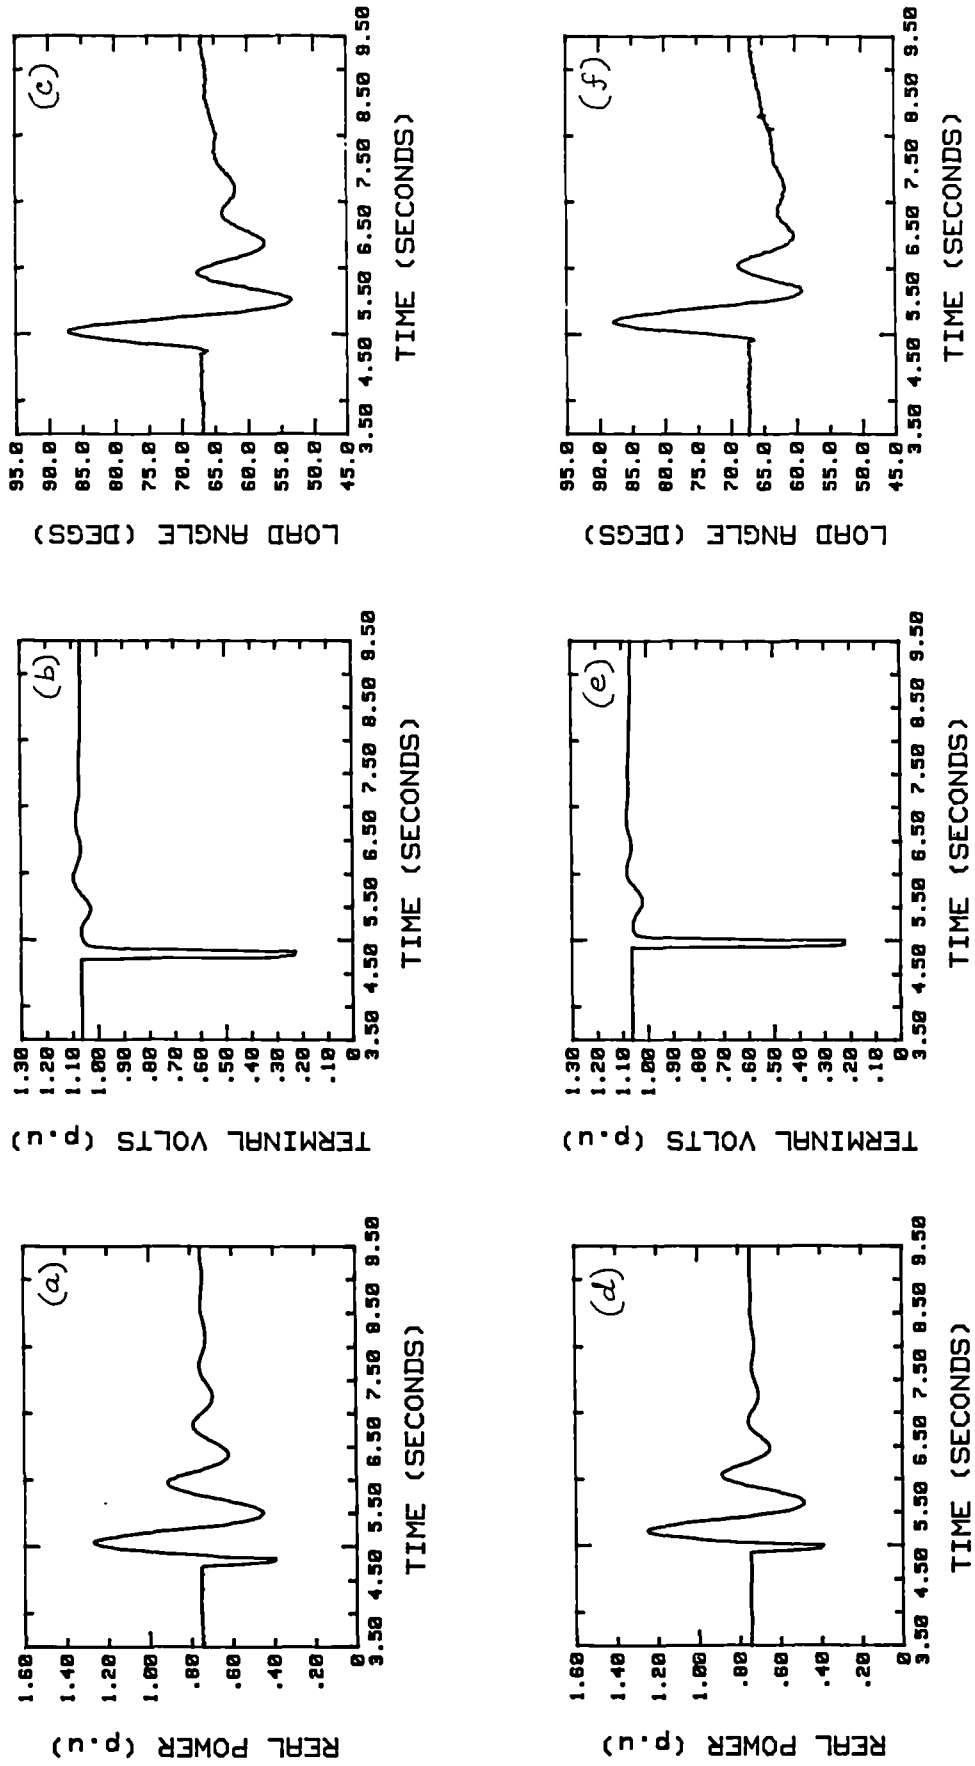 REAL POWER (p.u)
1.60
1.40
1.20
1.00
.80
.60
.40
.20
0
(a)
3.50 4.50 5.50 6.50 7.50 8.50 9.50
TIME (SECONDS)
TERMINAL VOLTS (p.u)
1.30
1.20
1.10
1.00
.90
.80
.70
.60
.50
.40
.30
.20
.10
0
(b)
3.50 4.50 5.50 6.50 7.50 8.50 9.50
TIME (SECONDS)
LOAD ANGLE (DEGS)
95.0
90.0
85.0
80.0
75.0
70.0
65.0
60.0
55.0
50.0
45.0
(c)
3.50 4.50 5.50 6.50 7.50 8.50 9.50
TIME (SECONDS)
REAL POWER (p.u)
1.60
1.40
1.20
1.00
.80
.60
.40
.20
0
(d)
3.50 4.50 5.50 6.50 7.50 8.50 9.50
TIME (SECONDS)
TERMINAL VOLTS (p.u)
1.30
1.20
1.10
1.00
.90
.80
.70
.60
.50
.40
.30
.20
.10
0
(e)
3.50 4.50 5.50 6.50 7.50 8.50 9.50
TIME (SECONDS)
LOAD ANGLE (DEGS)
95.0
90.0
85.0
80.0
75.0
70.0
65.0
60.0
55.0
50.0
45.0
(f)
3.50 4.50 5.50 6.50 7.50 8.50 9.50
TIME (SECONDS)